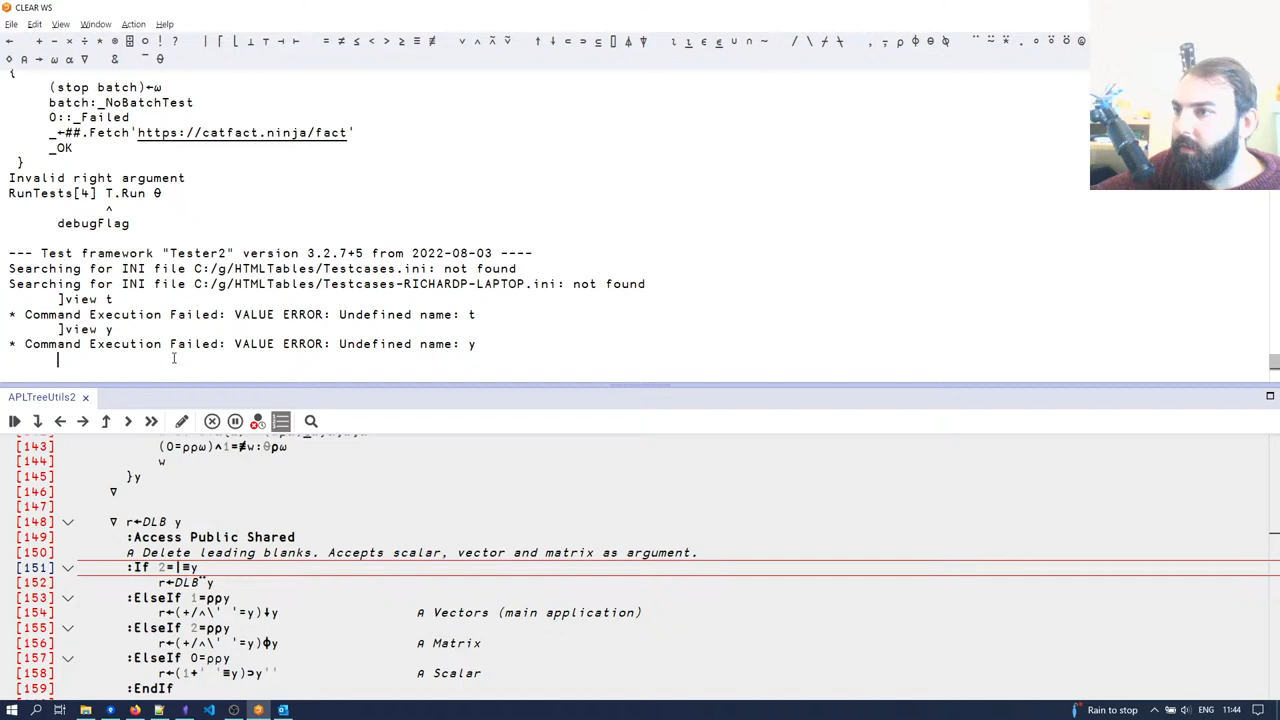 CLEAR WS
File Edit View Window Action Help
{
(stop batch)←⍵
batch:_NoBatchTest
0::_Failed
_←##.Fetch'https://catfact.ninja/fact'
_OK
}
Invalid right argument
RunTests[4] T.Run ⍬
^
debugFlag
--- Test framework "Tester2" version 3.2.7+5 from 2022-08-03 ----
Searching for INI file C:/g/HTMLTables/Testcases.ini: not found
Searching for INI file C:/g/HTMLTables/Testcases-RICHARDP-LAPTOP.ini: not found
]view t
* Command Execution Failed: VALUE ERROR: Undefined name: t
]view y
* Command Execution Failed: VALUE ERROR: Undefined name: y
APLTreeUtils2
[143] (0=⍴⍴⍵)∧1=≢w:⍬⍴⍵
[144] w
[145] }y
[146] ∇
[147]
[148] ∇ r←DLB y
[149] :Access Public Shared
[150] ⍝ Delete leading blanks. Accepts scalar, vector and matrix as argument.
[151] :If 2=|≡y
[152] r←DLB¨y
[153] :ElseIf 1=⍴⍴y
[154] r←(+/∧\' '=y)↓y ⍝ Vectors (main application)
[155] :ElseIf 2=⍴⍴y
[156] r←(+/∧\' '=y)⌽y ⍝ Matrix
[157] :ElseIf 0=⍴⍴y
[158] r←(1+' '≡y)⊃y'' ⍝ Scalar
[159] :EndIf
Rain to stop ENG 11:44